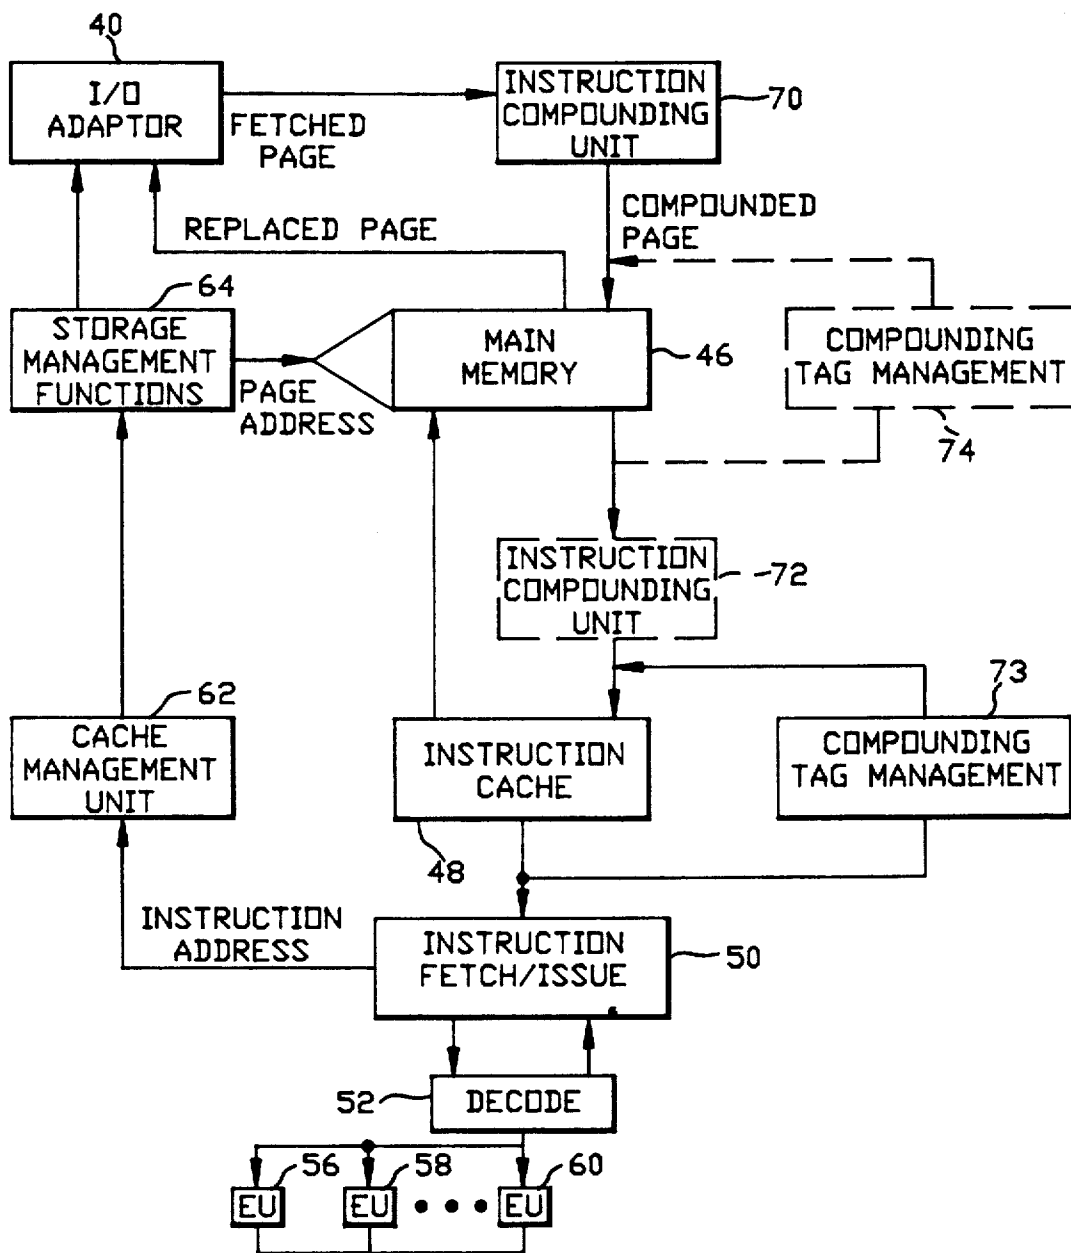 40
I/O
ADAPTOR
FETCHED
PAGE
INSTRUCTION
COMPOUNDING
UNIT
70
REPLACED PAGE
COMPOUNDED
PAGE
64
STORAGE
MANAGEMENT
FUNCTIONS
PAGE
ADDRESS
MAIN
MEMORY
46
COMPOUNDING
TAG MANAGEMENT
74
INSTRUCTION
COMPOUNDING
UNIT
72
62
CACHE
MANAGEMENT
UNIT
INSTRUCTION
CACHE
48
73
COMPOUNDING
TAG MANAGEMENT
INSTRUCTION
ADDRESS
INSTRUCTION
FETCH/ISSUE
50
52
DECODE
56
58
60
EU
EU
EU